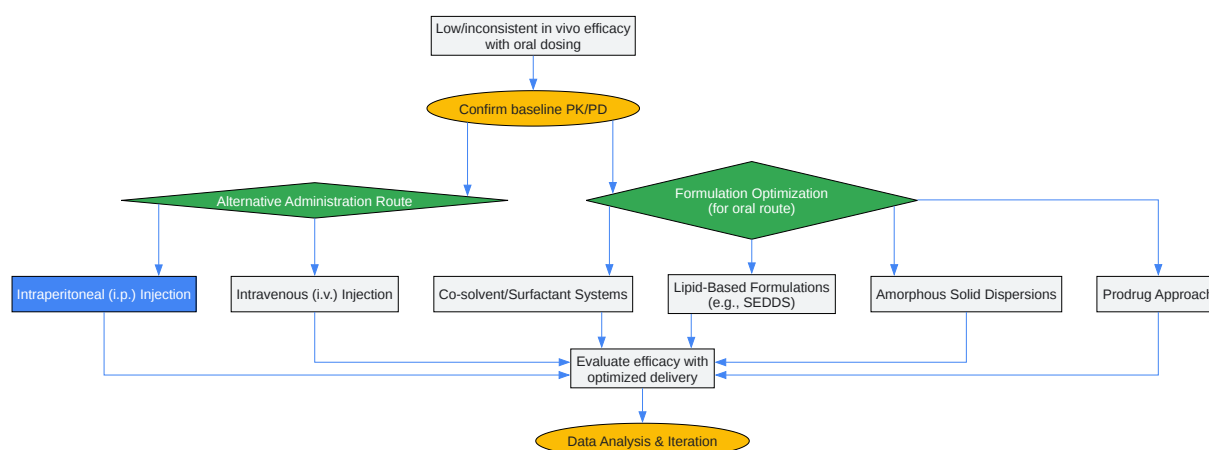 Low/inconsistent in vivo efficacy
with oral dosing
Confirm baseline PK/PD
Alternative Administration Route
Formulation Optimization
(for oral route)
Intraperitoneal (i.p.) Injection
Intravenous (i.v.) Injection
Co-solvent/Surfactant Systems
Lipid-Based Formulations
(e.g., SEDDS)
Amorphous Solid Dispersions
Prodrug Approach
Evaluate efficacy with
optimized delivery
Data Analysis & Iteration